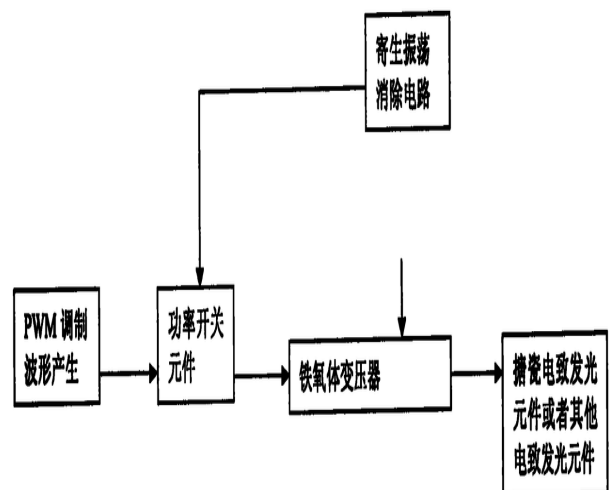 寄生振荡
消除电路
PWM 调制
波形产生
功率开关
元件
铁氧体变压器
搪瓷电致发光
元件或者其他
电致发光元件